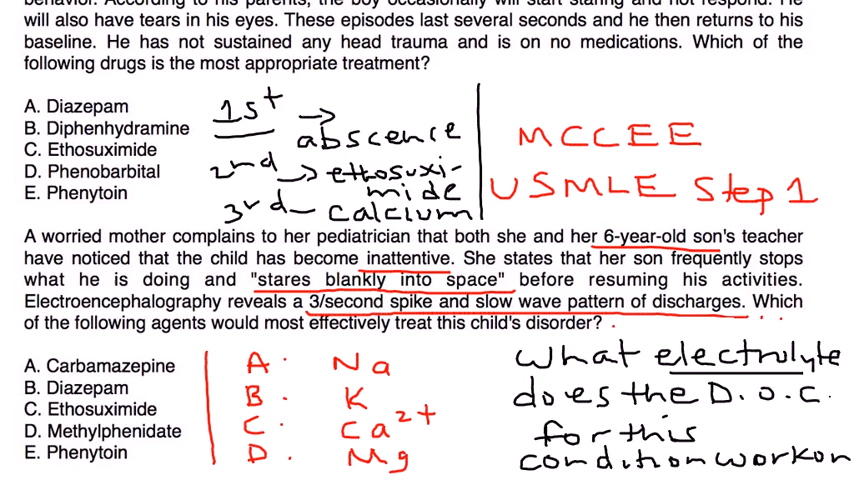 behavior. According to his parents, the boy occasionally will start staring and not respond. He
will also have tears in his eyes. These episodes last several seconds and he then returns to his
baseline. He has not sustained any head trauma and is on no medications. Which of the
following drugs is the most appropriate treatment?
A. Diazepam
B. Diphenhydramine
C. Ethosuximide
D. Phenobarbital
E. Phenytoin
1st →
abscence
2nd → ethosuxi-
mide
3rd – calcium
MCCEE
USMLE Step 1
A worried mother complains to her pediatrician that both she and her 6-year-old son's teacher
have noticed that the child has become inattentive. She states that her son frequently stops
what he is doing and "stares blankly into space" before resuming his activities.
Electroencephalography reveals a 3/second spike and slow wave pattern of discharges. Which
of the following agents would most effectively treat this child's disorder?
A. Carbamazepine
B. Diazepam
C. Ethosuximide
D. Methylphenidate
E. Phenytoin
A. Na
B. K
C. Ca2+
D. Mg
What electrolyte
does the D.O.C.
for this
condition work on